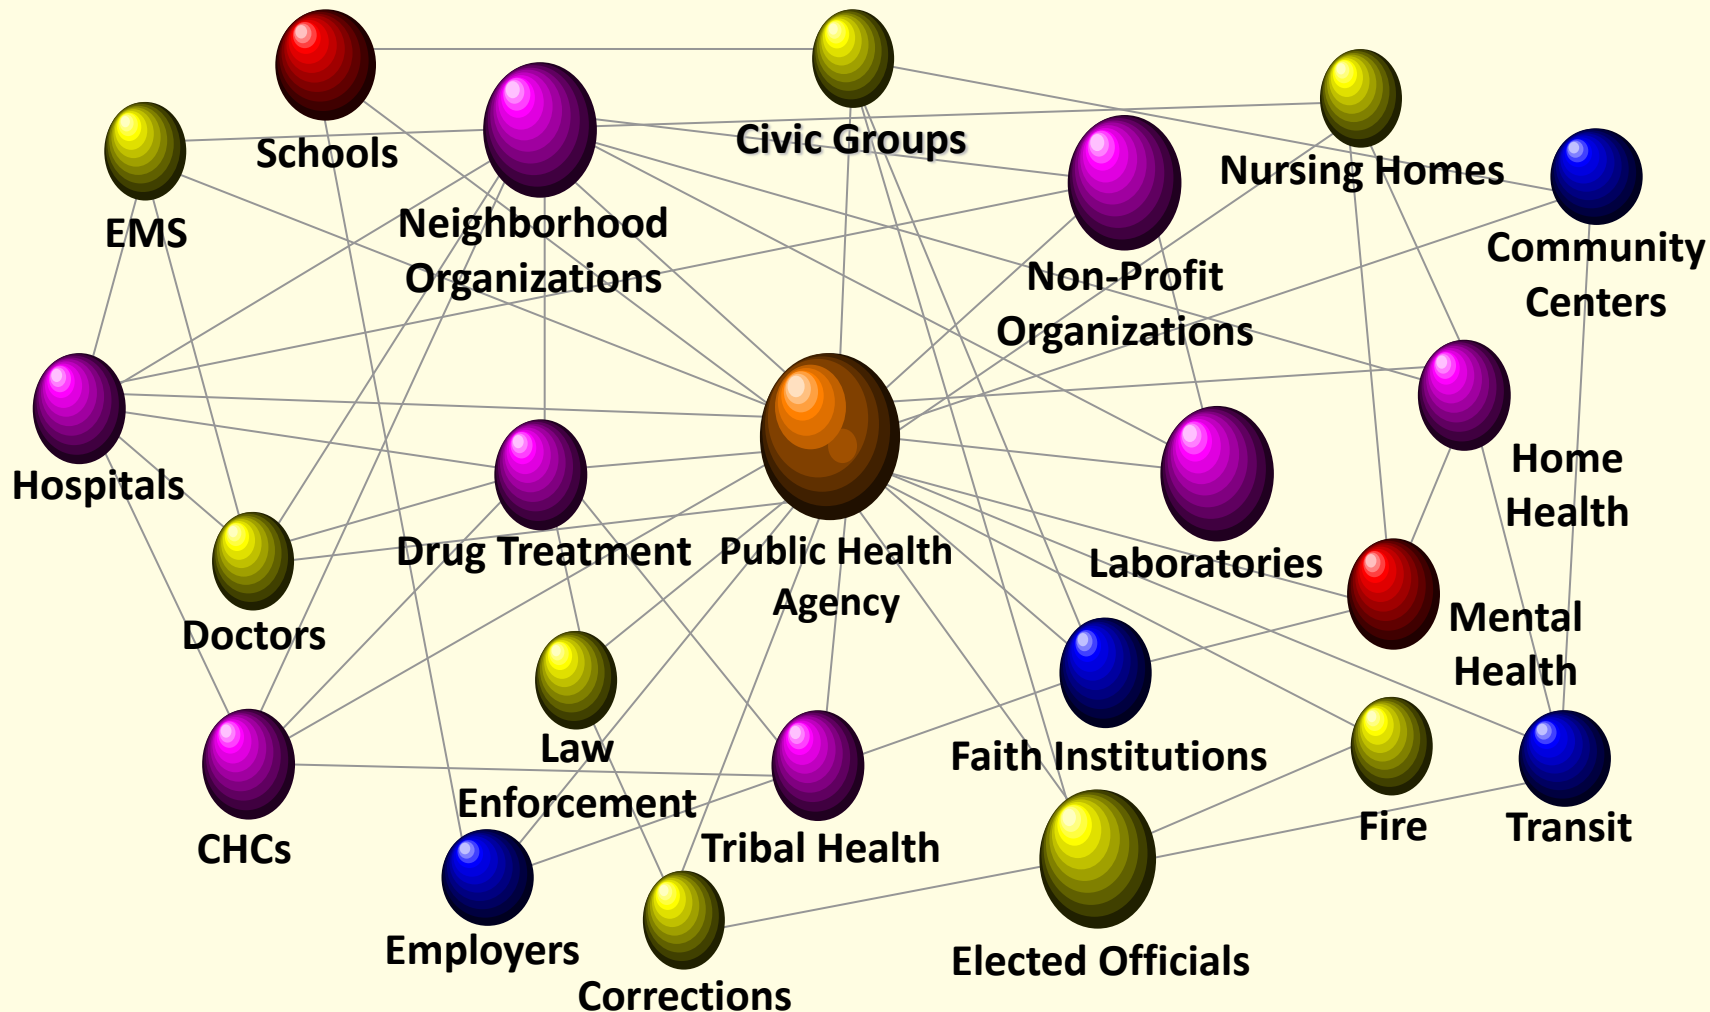 Schools
Civic Groups
Nursing Homes
EMS
Neighborhood
Organizations
Non-Profit
Organizations
Community
Centers
Hospitals
Drug Treatment
Public Health
Agency
Laboratories
Home
Health
Doctors
Mental
Health
Law
Enforcement
Faith Institutions
CHCs
Tribal Health
Fire
Transit
Employers
Corrections
Elected Officials